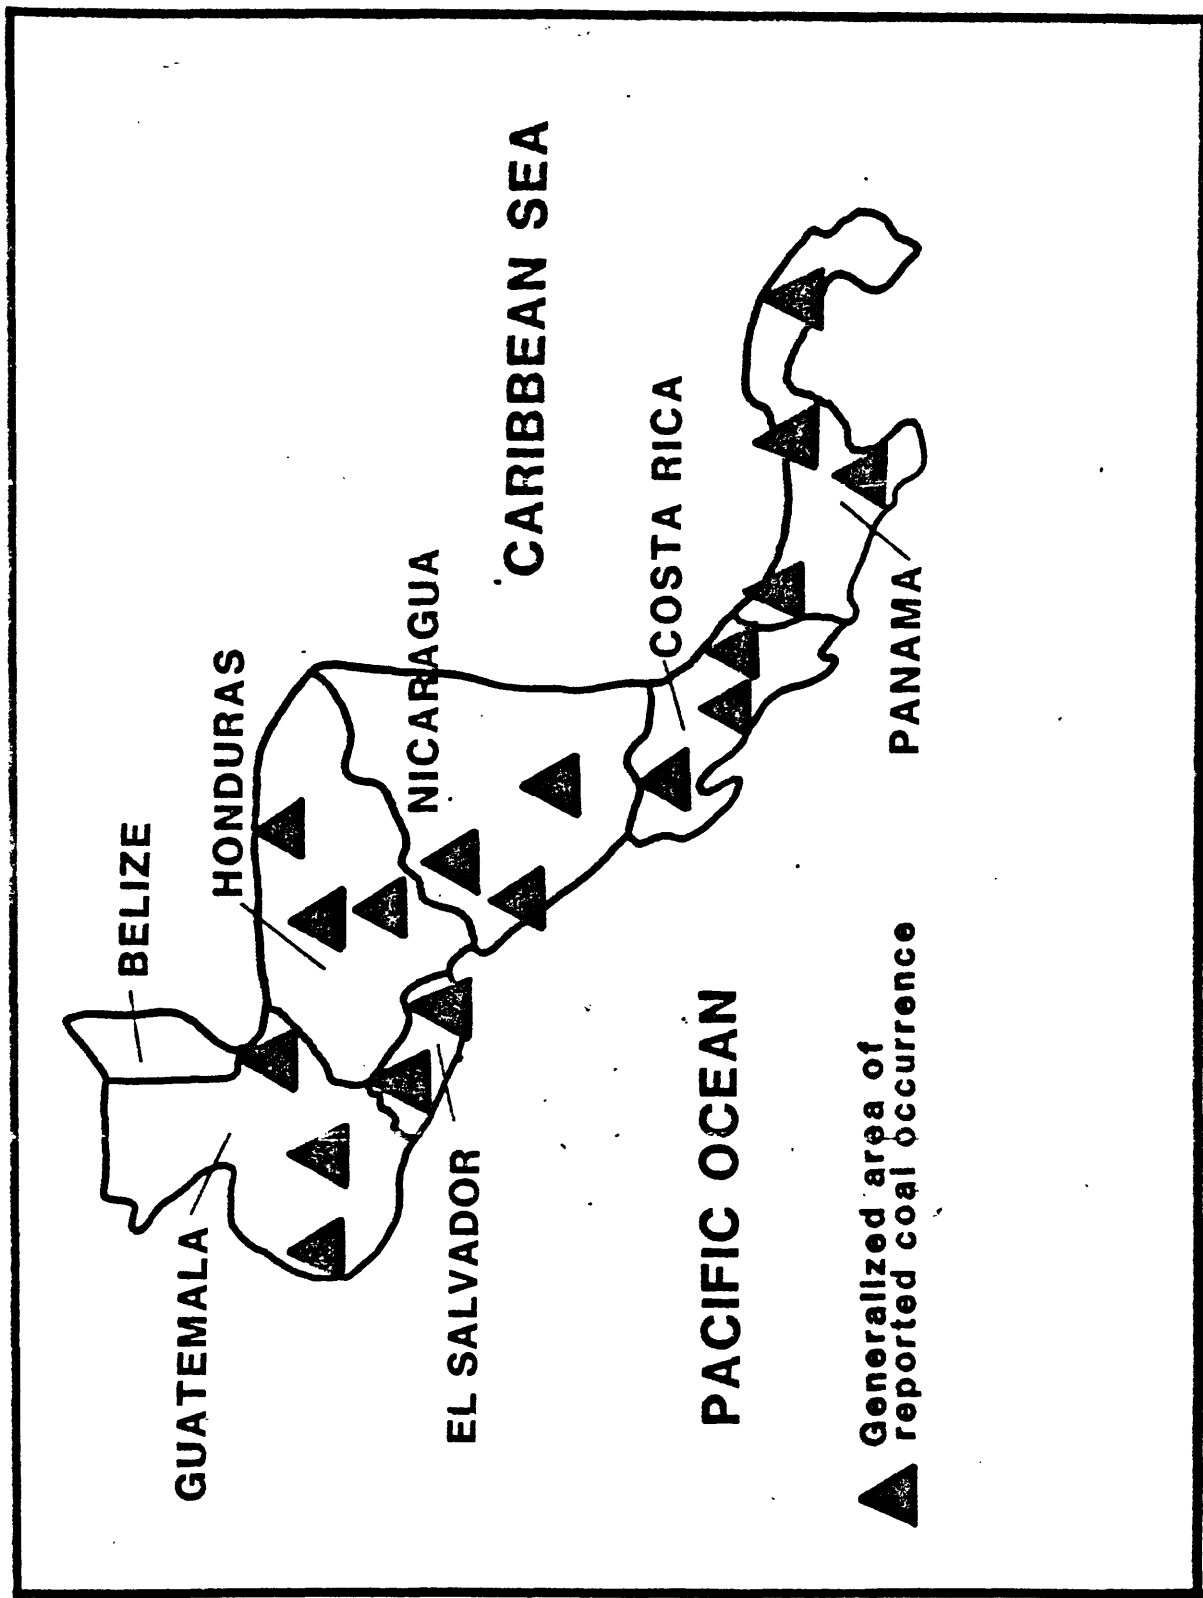 BELIZE
GUATEMALA
HONDURAS
NICARAGUA
EL SALVADOR
CARIBBEAN SEA
COSTA RICA
PACIFIC OCEAN
PANAMA
Generalized area of
reported coal occurrence